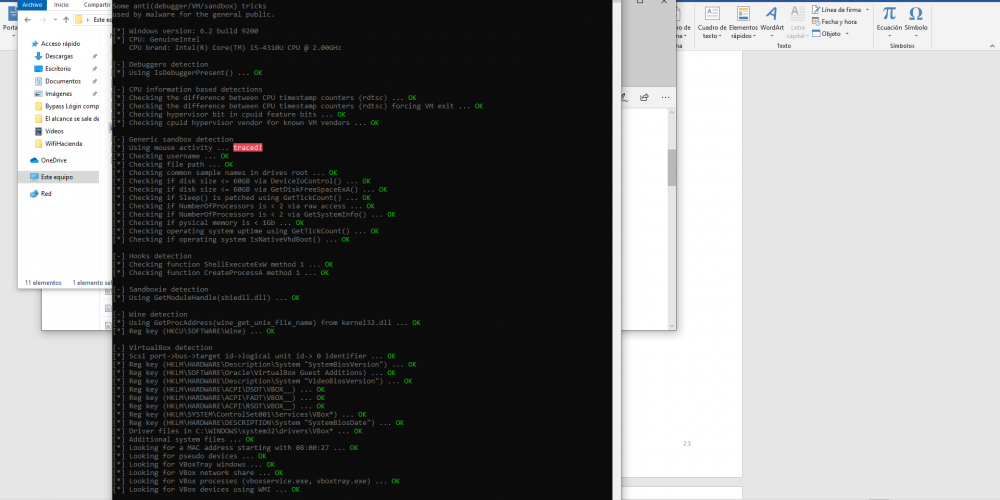 Some anti(debugger/VM/sandbox) tricks
used by malware for the general public.
[*] Windows version: 6.2 build 9200
[*] CPU: GenuineIntel
CPU brand: Intel(R) Core(TM) i5-4310U CPU @ 2.00GHz
[-] Debuggers detection
[*] Using IsDebuggerPresent() ... OK
[-] CPU information based detections
[*] Checking the difference between CPU timestamp counters (rdtsc) ... OK
[*] Checking the difference between CPU timestamp counters (rdtsc) forcing VM exit ... OK
[*] Checking hypervisor bit in cpuid feature bits ... OK
[*] Checking cpuid hypervisor vendor for known VM vendors ... OK
[-] Generic sandbox detection
[*] Using mouse activity ... traced!
[*] Checking username ... OK
[*] Checking file path ... OK
[*] Checking common sample names in drives root ... OK
[*] Checking if disk size <= 60GB via DeviceIoControl() ... OK
[*] Checking if disk size <= 60GB via GetDiskFreeSpaceExA() ... OK
[*] Checking if Sleep() is patched using GetTickCount() ... OK
[*] Checking if NumberOfProcessors is < 2 via raw access ... OK
[*] Checking if NumberOfProcessors is < 2 via GetSystemInfo() ... OK
[*] Checking if pysical memory is < 1Gb ... OK
[*] Checking operating system uptime using GetTickCount() ... OK
[*] Checking if operating system IsNativeVhdBoot() ... OK
[-] Hooks detection
[*] Checking function ShellExecuteExW method 1 ... OK
[*] Checking function CreateProcessA method 1 ... OK
[-] Sandboxie detection
[*] Using GetModuleHandle(sbiedll.dll) ... OK
[-] Wine detection
[*] Using GetProcAddress(wine_get_unix_file_name) from kernel32.dll ... OK
[*] Reg key (HKCU\SOFTWARE\Wine) ... OK
[-] VirtualBox detection
[*] Scsi port->bus->target id->logical unit id-> 0 identifier ... OK
[*] Reg key (HKLM\HARDWARE\Description\System "SystemBiosVersion") ... OK
[*] Reg key (HKLM\SOFTWARE\Oracle\VirtualBox Guest Additions) ... OK
[*] Reg key (HKLM\HARDWARE\Description\System "VideoBiosVersion") ... OK
[*] Reg key (HKLM\HARDWARE\ACPI\DSDT\VBOX__) ... OK
[*] Reg key (HKLM\HARDWARE\ACPI\FADT\VBOX__) ... OK
[*] Reg key (HKLM\HARDWARE\ACPI\RSDT\VBOX__) ... OK
[*] Reg key (HKLM\SYSTEM\ControlSet001\Services\VBox*) ... OK
[*] Reg key (HKLM\HARDWARE\DESCRIPTION\System "SystemBiosDate") ... OK
[*] Driver files in C:\WINDOWS\system32\drivers\VBox* ... OK
[*] Additional system files ... OK
[*] Looking for a MAC address starting with 08:00:27 ... OK
[*] Looking for pseudo devices ... OK
[*] Looking for VBoxTray windows ... OK
[*] Looking for VBox network share ... OK
[*] Looking for VBox processes (vboxservice.exe, vboxtray.exe) ... OK
[*] Looking for VBox devices using WMI ... OK
Porta
Archivo
Este e
Acceso rápido
Descargas
Escritorio
Documentos
Imágenes
Bypass Lógin comp
El alcance se sale de
Vídeos
WifiHacienda
OneDrive
Este equipo
Red
11 elementos 1 elemento sel
Cuadro de
texto
Elementos
rápidos
WordArt
Letra
capital
Línea de firma
Fecha y hora
Objeto
Texto
Ecuación
Símbolo
Símbolos
23